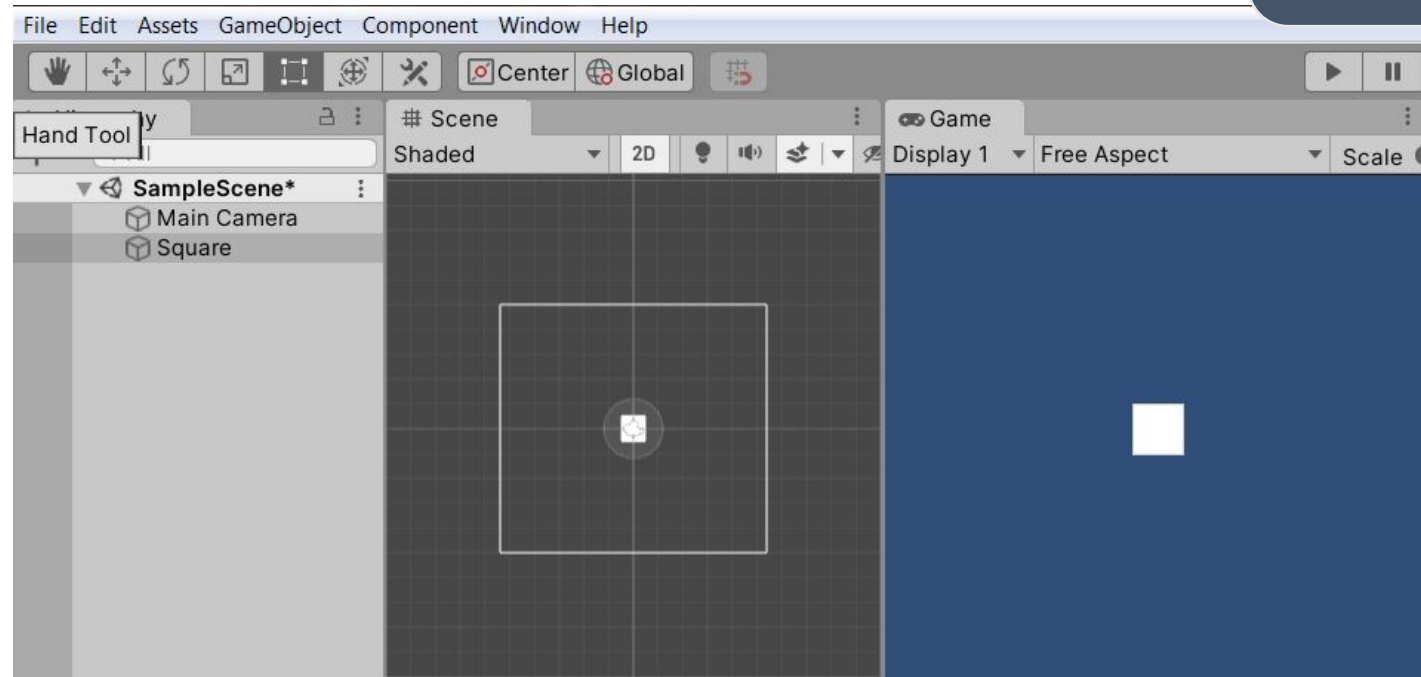 File Edit Assets GameObject Component Window Help
Center Global
Hand Tool
Scene
Game
Shaded 2D
Display 1 Free Aspect Scale
SampleScene*
Main Camera
Square